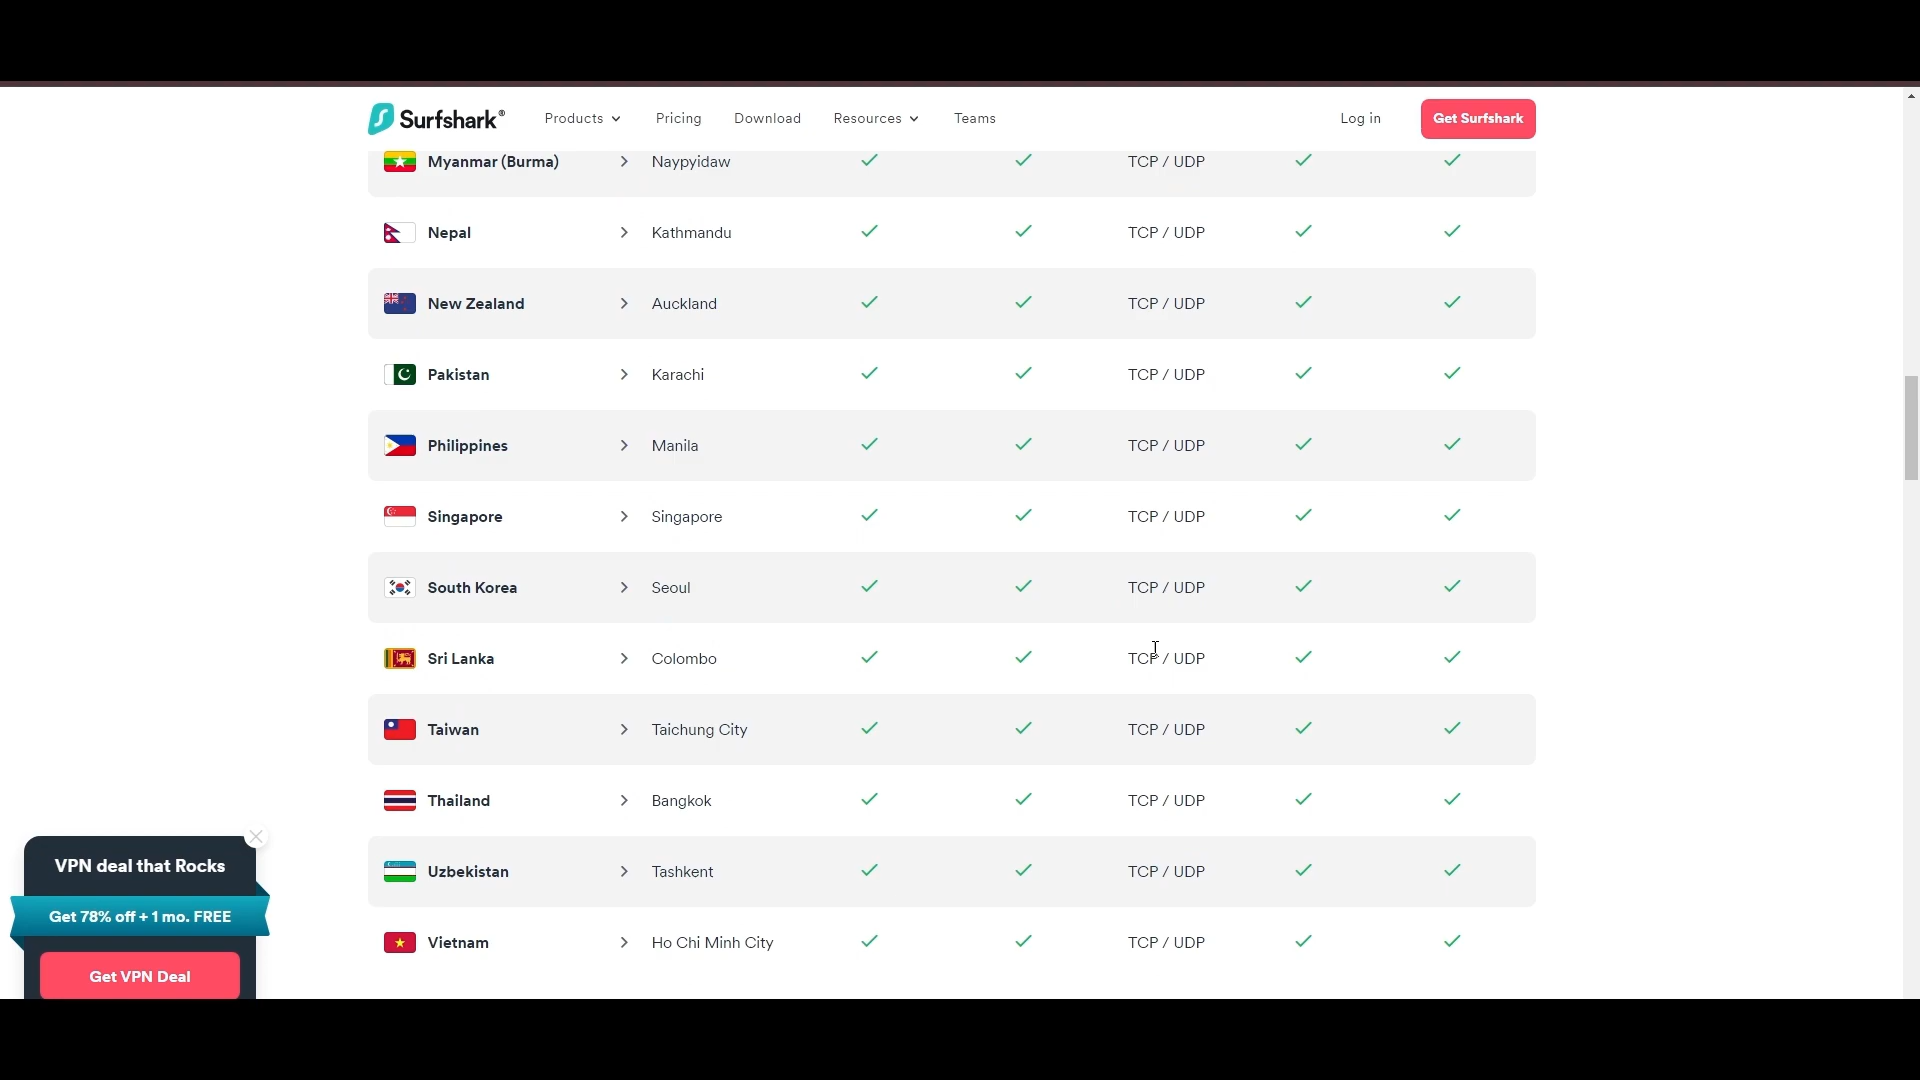 Surfshark® Products Pricing Download Resources Teams Log in Get Surfshark
Myanmar (Burma) Naypyidaw TCP / UDP
Nepal Kathmandu TCP / UDP
New Zealand Auckland TCP / UDP
Pakistan Karachi TCP / UDP
Philippines Manila TCP / UDP
Singapore Singapore TCP / UDP
South Korea Seoul TCP / UDP
Sri Lanka Colombo TCP / UDP
Taiwan Taichung City TCP / UDP
Thailand Bangkok TCP / UDP
Uzbekistan Tashkent TCP / UDP
Vietnam Ho Chi Minh City TCP / UDP
VPN deal that Rocks
Get 78% off + 1 mo. FREE
Get VPN Deal